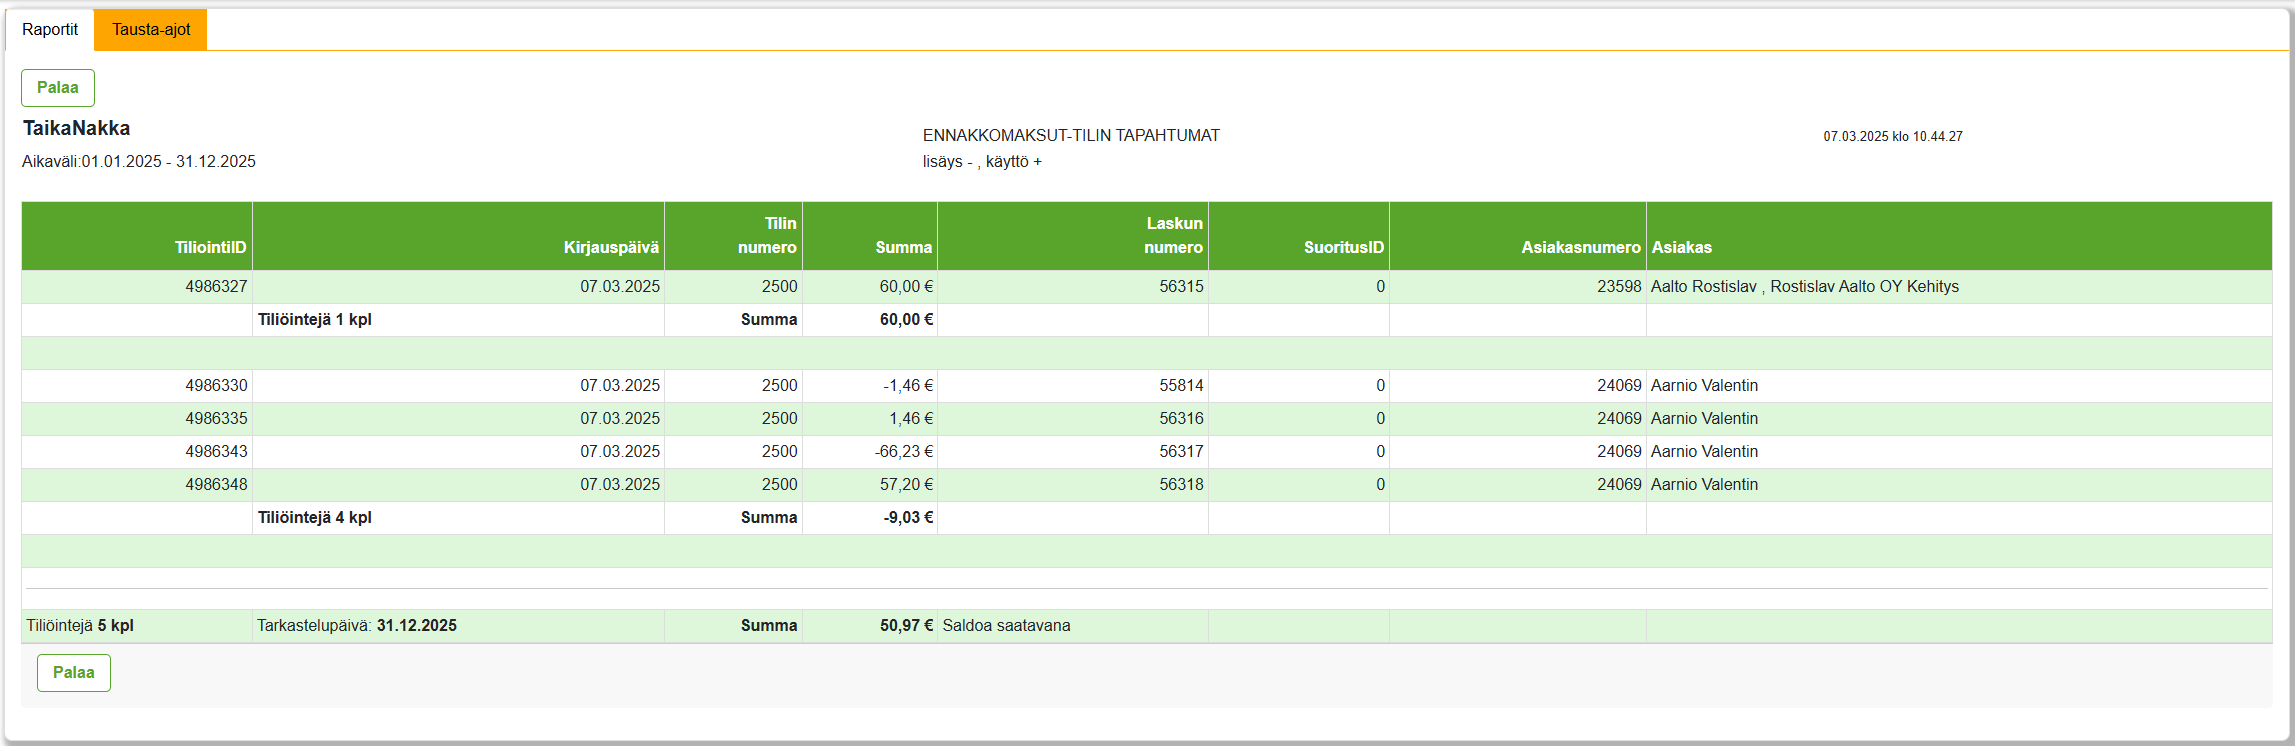 Raportit Tausta-ajot
Palaa
TaikaNakka
ENNAKKOMAKSUT-TILIN TAPAHTUMAT
07.03.2025 klo 10.44.27
Aikaväli:01.01.2025 - 31.12.2025
lisäys - , käyttö +
TiliointiID Kirjauspäivä Tilin numero Summa Laskun numero SuoritusID Asiakasnumero Asiakas
4986327 07.03.2025 2500 60,00 € 56315 0 23598 Aalto Rostislav , Rostislav Aalto OY Kehitys
Tiliöintejä 1 kpl Summa 60,00 €
4986330 07.03.2025 2500 -1,46 € 55814 0 24069 Aarnio Valentin
4986335 07.03.2025 2500 1,46 € 56316 0 24069 Aarnio Valentin
4986343 07.03.2025 2500 -66,23 € 56317 0 24069 Aarnio Valentin
4986348 07.03.2025 2500 57,20 € 56318 0 24069 Aarnio Valentin
Tiliöintejä 4 kpl Summa -9,03 €
Tiliöintejä 5 kpl Tarkastelupäivä: 31.12.2025 Summa 50,97 € Saldoa saatavana
Palaa